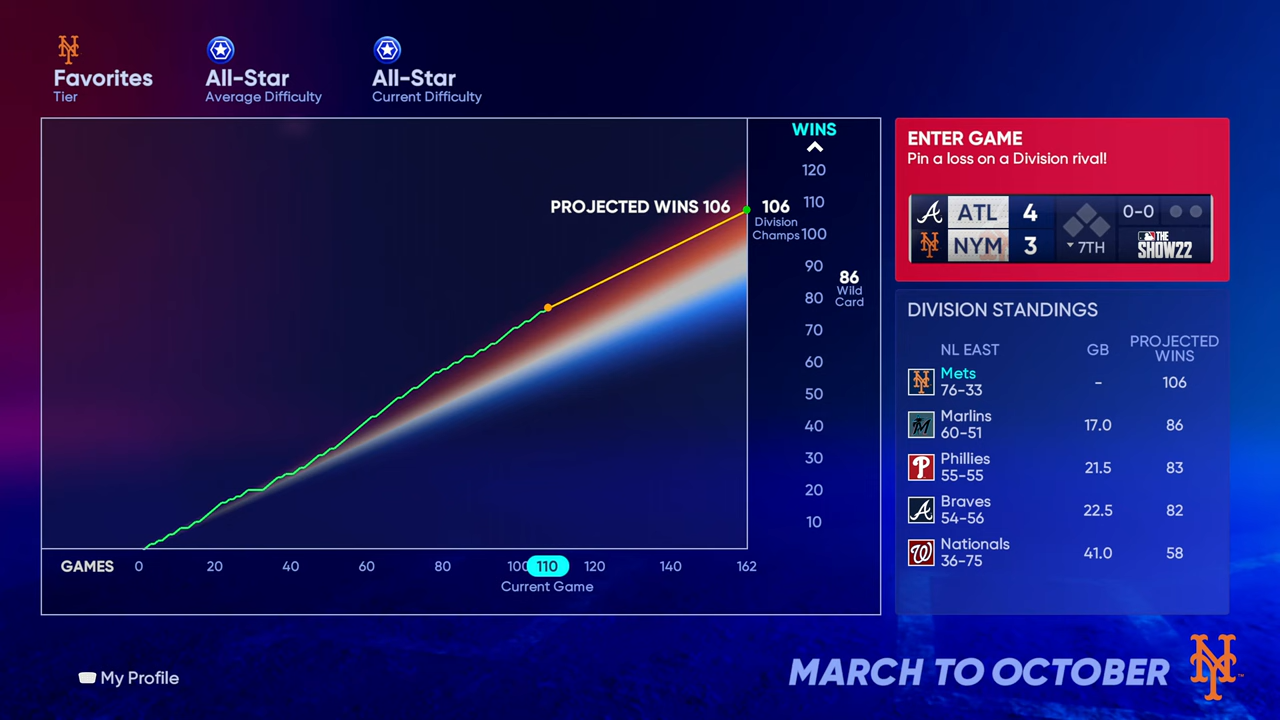 Favorites
Tier
All-Star
Average Difficulty
All-Star
Current Difficulty
WINS
120
110
100
90
80
70
60
50
40
30
20
10
PROJECTED WINS 106
106
Division
Champs
86
Wild
Card
GAMES
0
20
40
60
80
100
110
120
140
162
Current Game
ENTER GAME
Pin a loss on a Division rival!
A ATL 4 0-0
NY NYM 3 7TH MLB THE SHOW22
DIVISION STANDINGS
NL EAST GB PROJECTED WINS
NY Mets
76-33 - 106
M Marlins
60-51 17.0 86
P Phillies
55-55 21.5 83
A Braves
54-56 22.5 82
W Nationals
36-75 41.0 58
My Profile
MARCH TO OCTOBER
NY